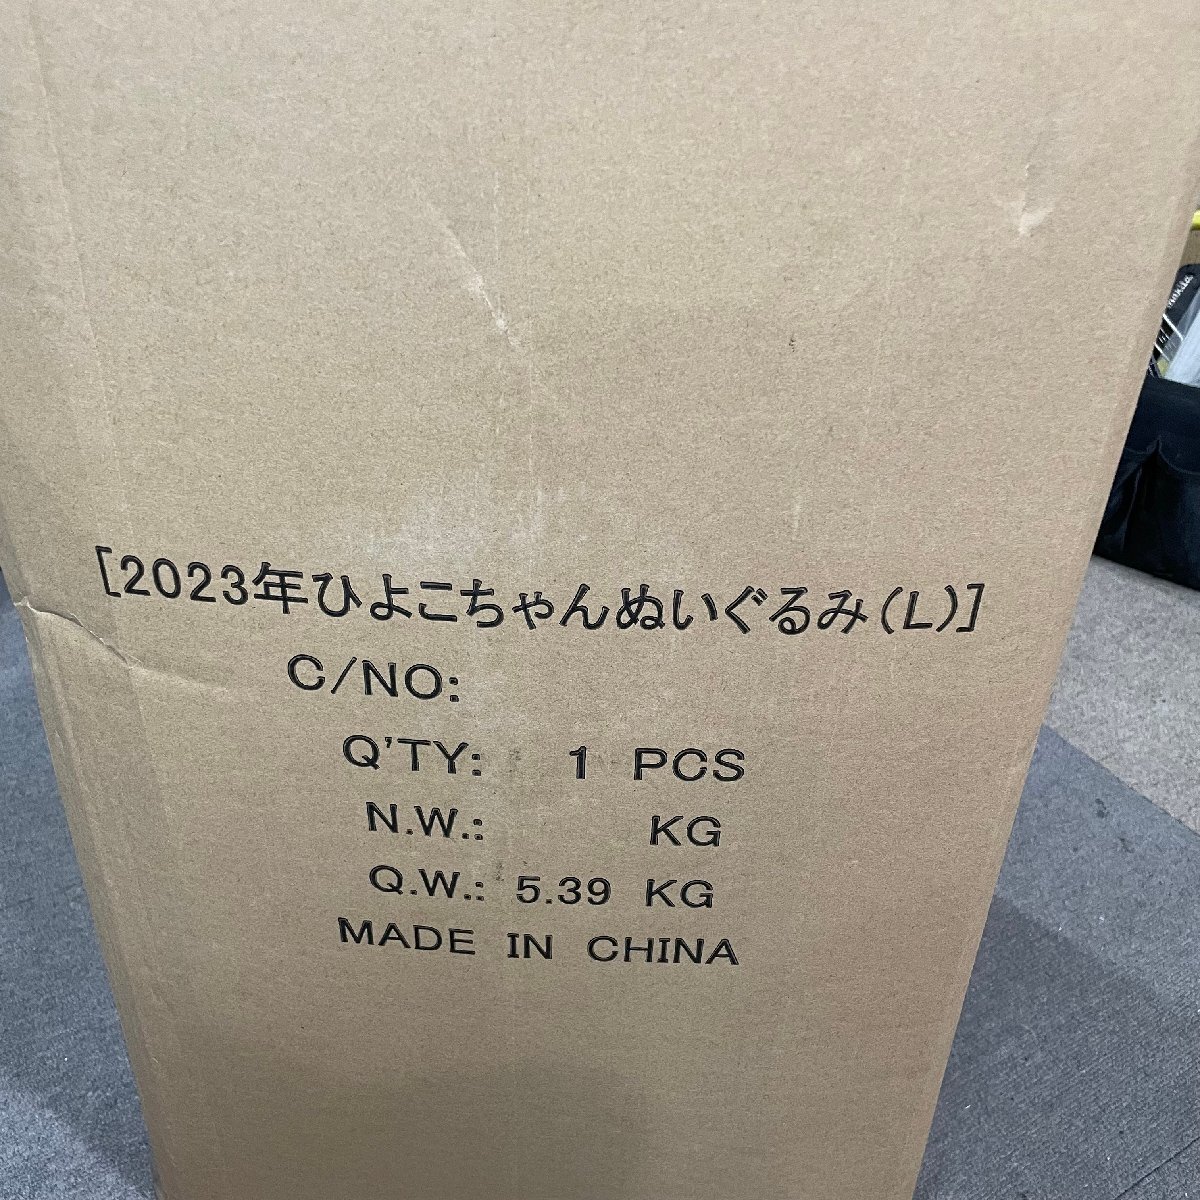 [2023年ひよこちゃんぬいぐるみ(L)]
C/NO:
Q'TY: 1 PCS
N.W.: KG
Q.W.: 5.39 KG
MADE IN CHINA